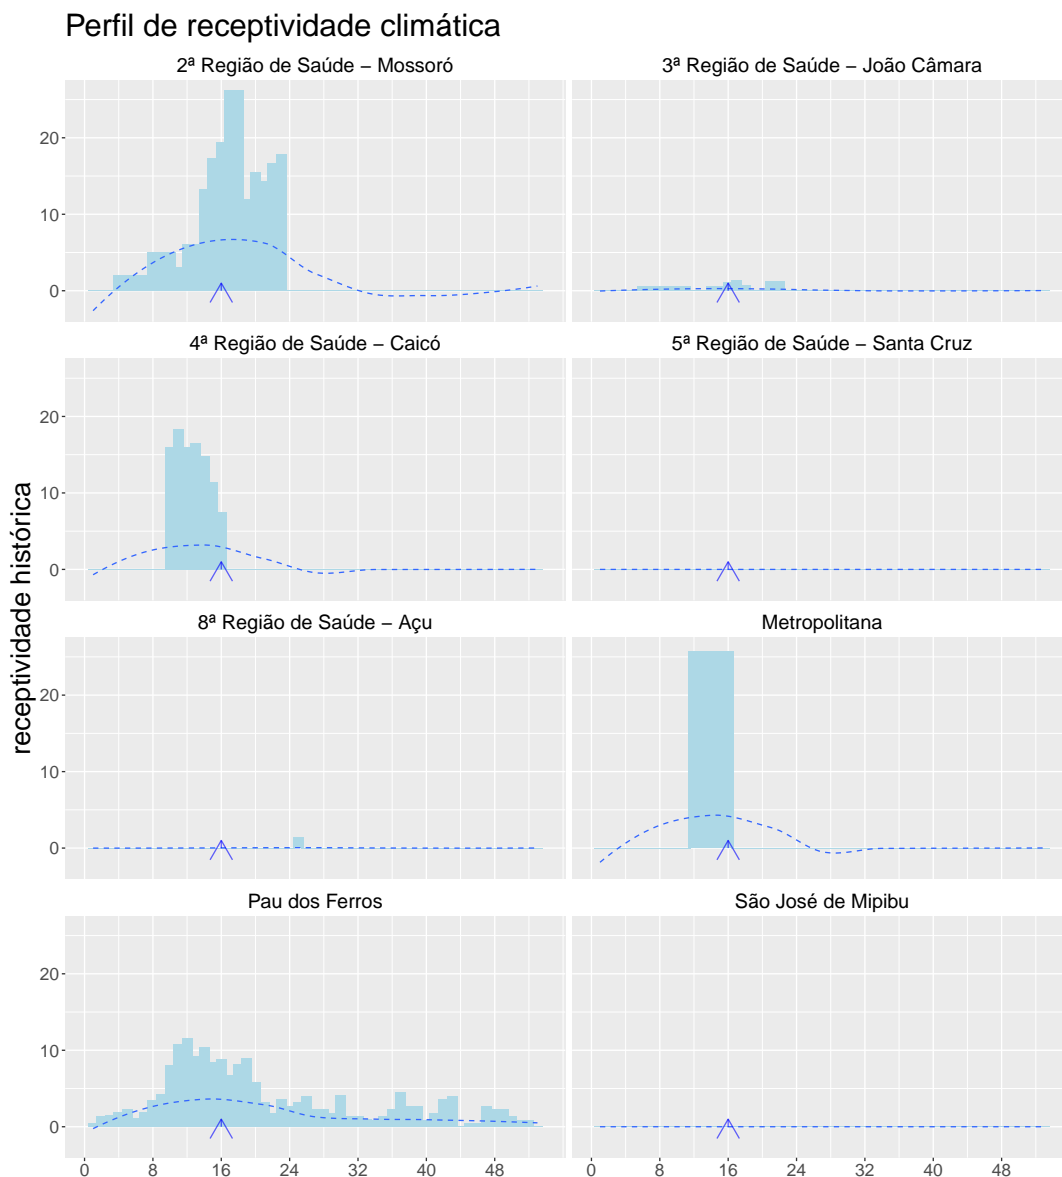 Perfil de receptividade climática
2ª Região de Saúde − Mossoró
3ª Região de Saúde − João Câmara
20
10
0
4ª Região de Saúde − Caicó
5ª Região de Saúde − Santa Cruz
20
10
0
receptividade histórica
8ª Região de Saúde − Açu
Metropolitana
20
10
0
Pau dos Ferros
São José de Mipibu
20
10
0
0 8 16 24 32 40 48
0 8 16 24 32 40 48